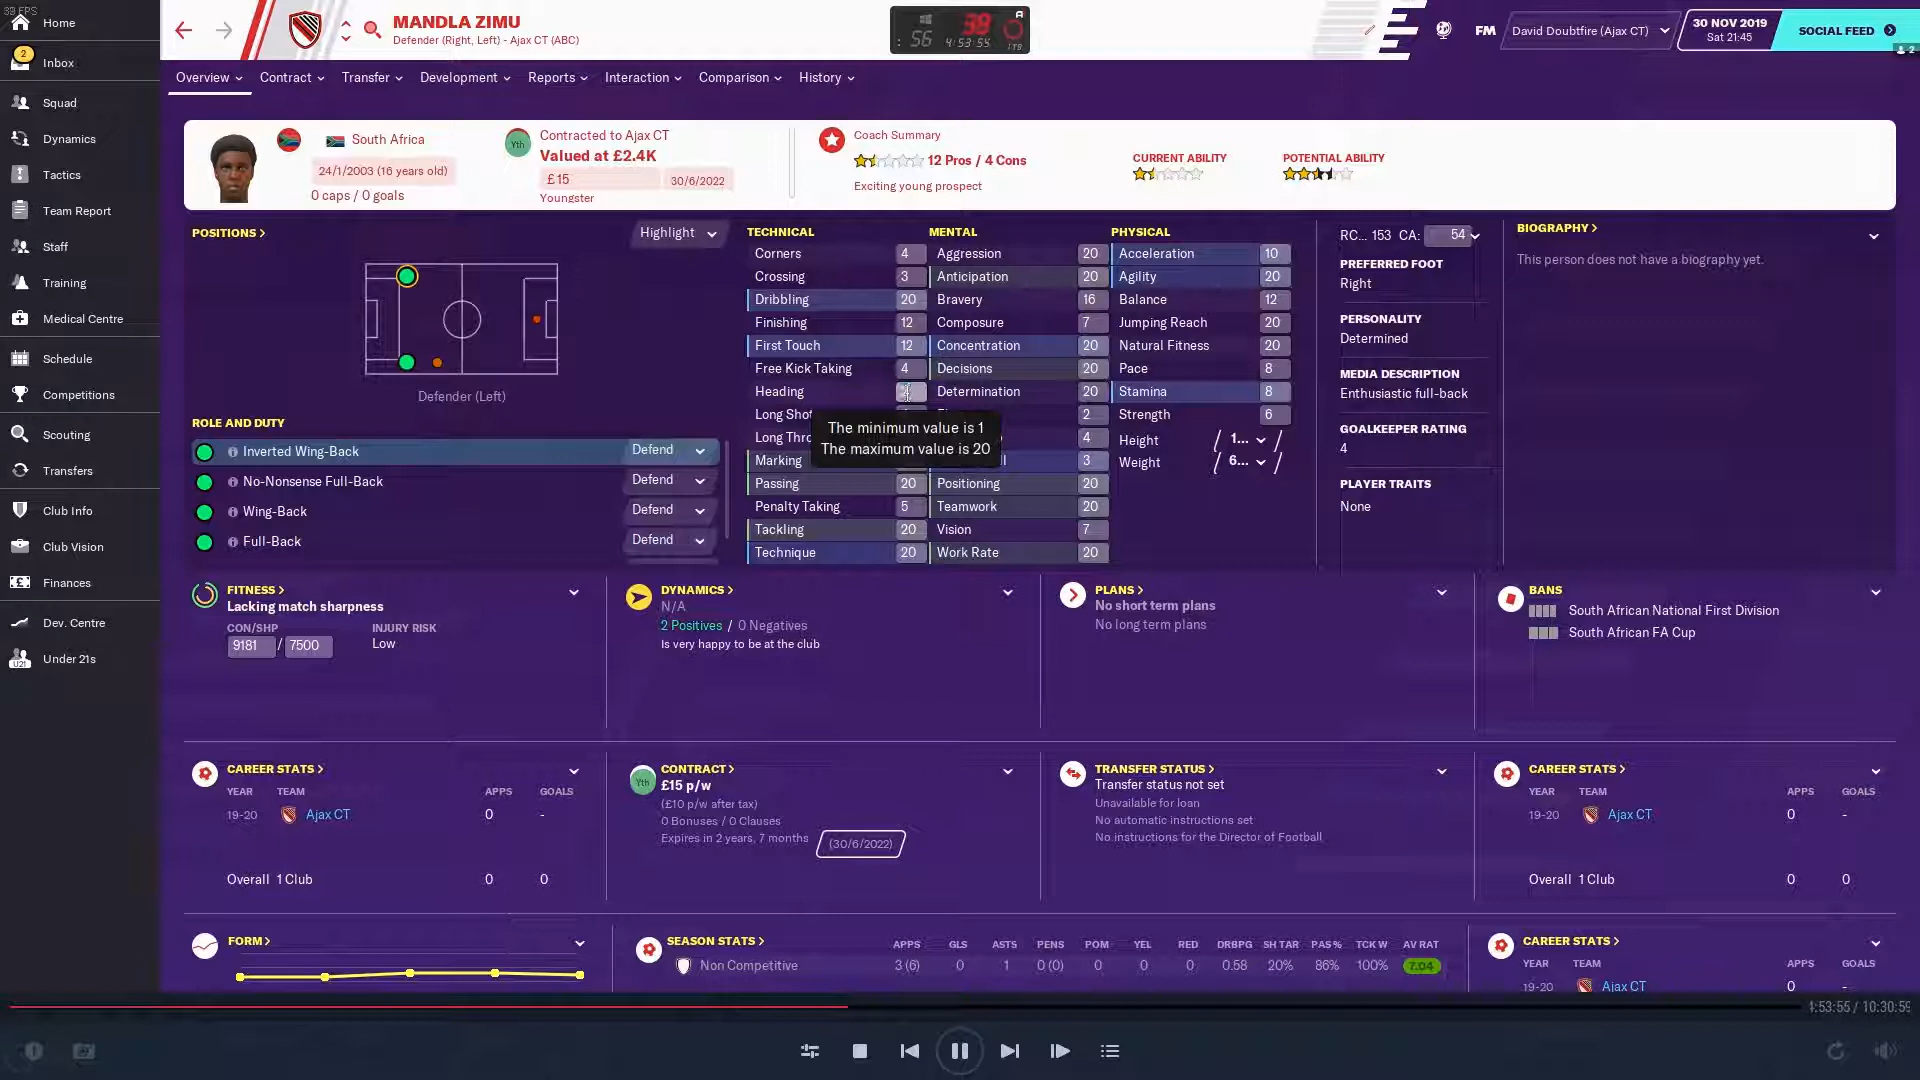 39 FPS
Home
2
Inbox
Squad
Dynamics
Tactics
Team Report
Staff
Training
Medical Centre
Schedule
Competitions
Scouting
Transfers
Club Info
Club Vision
Finances
Dev. Centre
U21
Under 21s
MANDLA ZIMU
Defender (Right, Left) - Ajax CT (ABC)
: 56
38
4:53:55
A
1TB
FM
David Doubtfire (Ajax CT)
30 NOV 2019
Sat 21:45
SOCIAL FEED
2
Overview
Contract
Transfer
Development
Reports
Interaction
Comparison
History
South Africa
24/1/2003 (16 years old)
0 caps / 0 goals
Yth
Contracted to Ajax CT
Valued at £2.4K
£15
30/6/2022
Youngster
Coach Summary
12 Pros / 4 Cons
Exciting young prospect
CURRENT ABILITY
POTENTIAL ABILITY
POSITIONS >
Highlight
Defender (Left)
ROLE AND DUTY
Inverted Wing-Back Defend
No-Nonsense Full-Back Defend
Wing-Back Defend
Full-Back Defend
TECHNICAL
Corners 4
Crossing 3
Dribbling 20
Finishing 12
First Touch 12
Free Kick Taking 4
Heading
Long Shot
Long Thro
Marking
Passing 20
Penalty Taking 5
Tackling 20
Technique 20
The minimum value is 1
The maximum value is 20
MENTAL
Aggression 20
Anticipation 20
Bravery 16
Composure 7
Concentration 20
Decisions 20
Determination 20
2
4
3
Positioning 20
Teamwork 20
Vision 7
Work Rate 20
PHYSICAL
Acceleration 10
Agility 20
Balance 12
Jumping Reach 20
Natural Fitness 20
Pace 8
Stamina 8
Strength 6
Height 1...
Weight 6...
RC... 153 CA: 54
PREFERRED FOOT
Right
PERSONALITY
Determined
MEDIA DESCRIPTION
Enthusiastic full-back
GOALKEEPER RATING
4
PLAYER TRAITS
None
BIOGRAPHY >
This person does not have a biography yet.
FITNESS >
Lacking match sharpness
CON/SHP
INJURY RISK
9181 / 7500
Low
DYNAMICS >
N/A
2 Positives / 0 Negatives
Is very happy to be at the club
PLANS >
No short term plans
No long term plans
BANS
South African National First Division
South African FA Cup
CAREER STATS >
YEAR TEAM APPS GOALS
19-20 Ajax CT 0 -
Overall 1 Club 0 0
Yth
CONTRACT >
£15 p/w
(£10 p/w after tax)
0 Bonuses / 0 Clauses
Expires in 2 years, 7 months
(30/6/2022)
TRANSFER STATUS >
Transfer status not set
Unavailable for loan
No automatic instructions set
No instructions for the Director of Football
CAREER STATS >
YEAR TEAM APPS GOALS
19-20 Ajax CT 0 -
Overall 1 Club 0 0
FORM >
SEASON STATS >
APPS GLS ASTS PENS POM YEL RED DRBPG SH TAR PAS% TCK W AV RAT
Non Competitive 3 (6) 0 1 0 (0) 0 0 0 0.58 20% 86% 100% 7.04
CAREER STATS >
YEAR TEAM APPS GOALS
19-20 Ajax CT 0 -
4:53:55 / 10:30:59